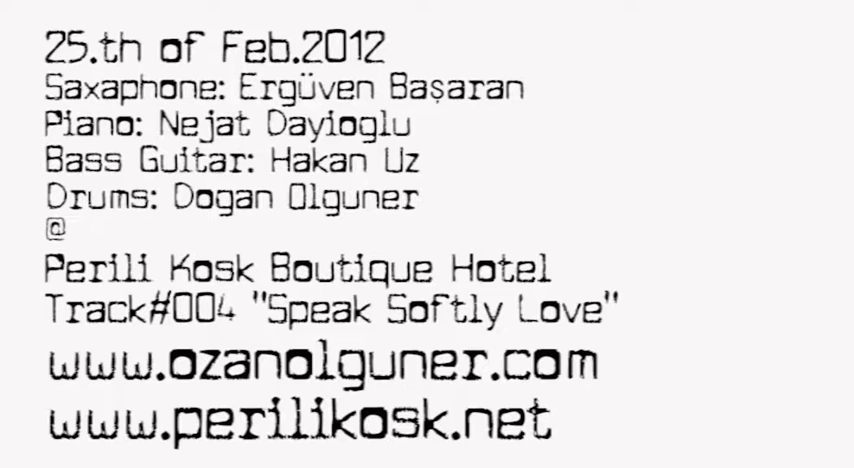 25.th of Feb.2012
Saxaphone: Ergüven Başaran
Piano: Nejat Dayioglu
Bass Guitar: Hakan Uz
Drums: Dogan Olguner
@
Perili Kosk Boutique Hotel
Track#004 "Speak Softly Love"
www.ozanolguner.com
www.perilikosk.net